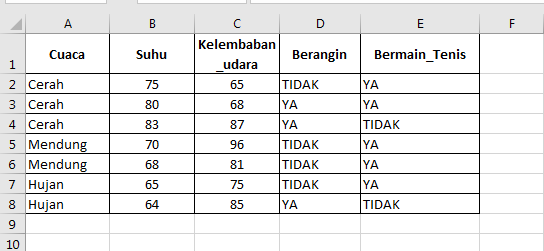 A B C D E F
1 Cuaca Suhu Kelembaban _udara Berangin Bermain_Tenis
2 Cerah 75 65 TIDAK YA
3 Cerah 80 68 YA YA
4 Cerah 83 87 YA TIDAK
5 Mendung 70 96 TIDAK YA
6 Mendung 68 81 TIDAK YA
7 Hujan 65 75 TIDAK YA
8 Hujan 64 85 YA TIDAK
9
10